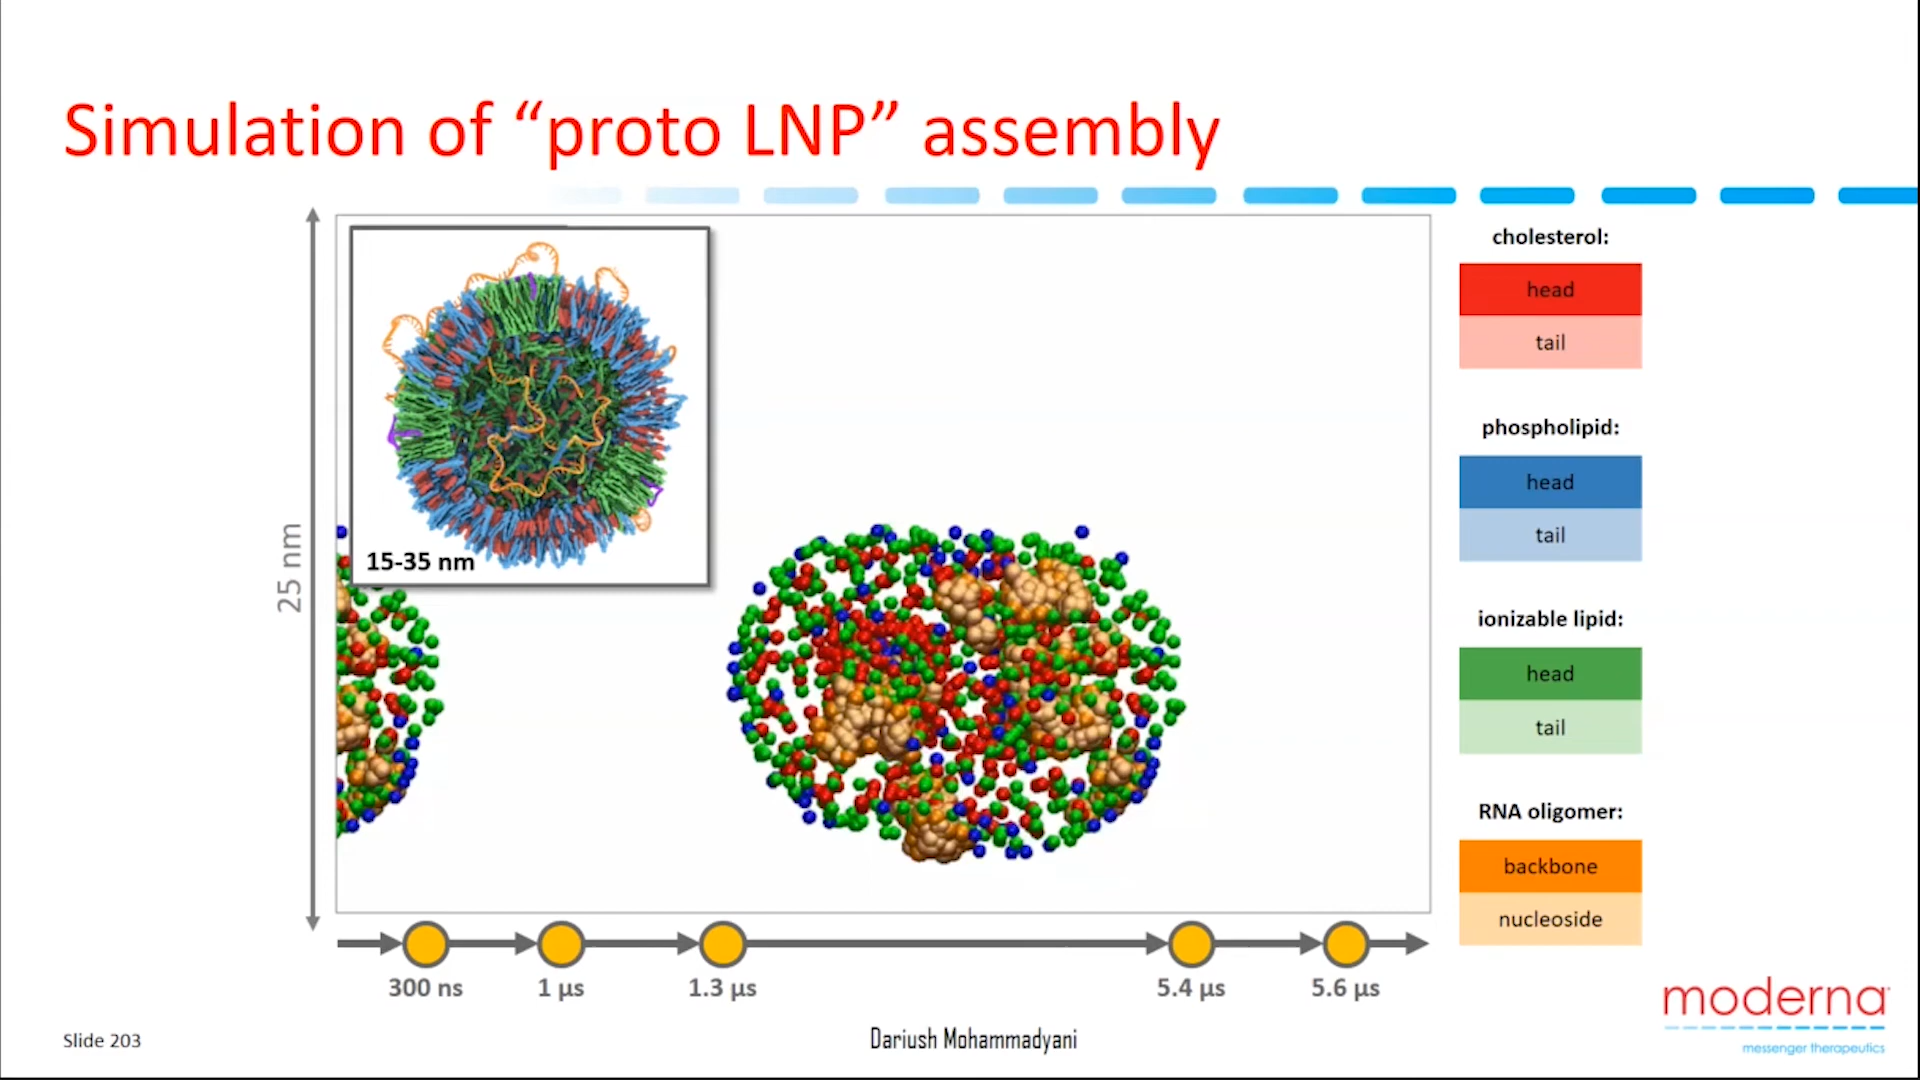 Simulation of “proto LNP” assembly
25 nm
15-35 nm
cholesterol:
head
tail
phospholipid:
head
tail
ionizable lipid:
head
tail
RNA oligomer:
backbone
nucleoside
300 ns
1 µs
1.3 µs
5.4 µs
5.6 µs
Slide 203
Dariush Mohammadyani
moderna
messenger therapeutics